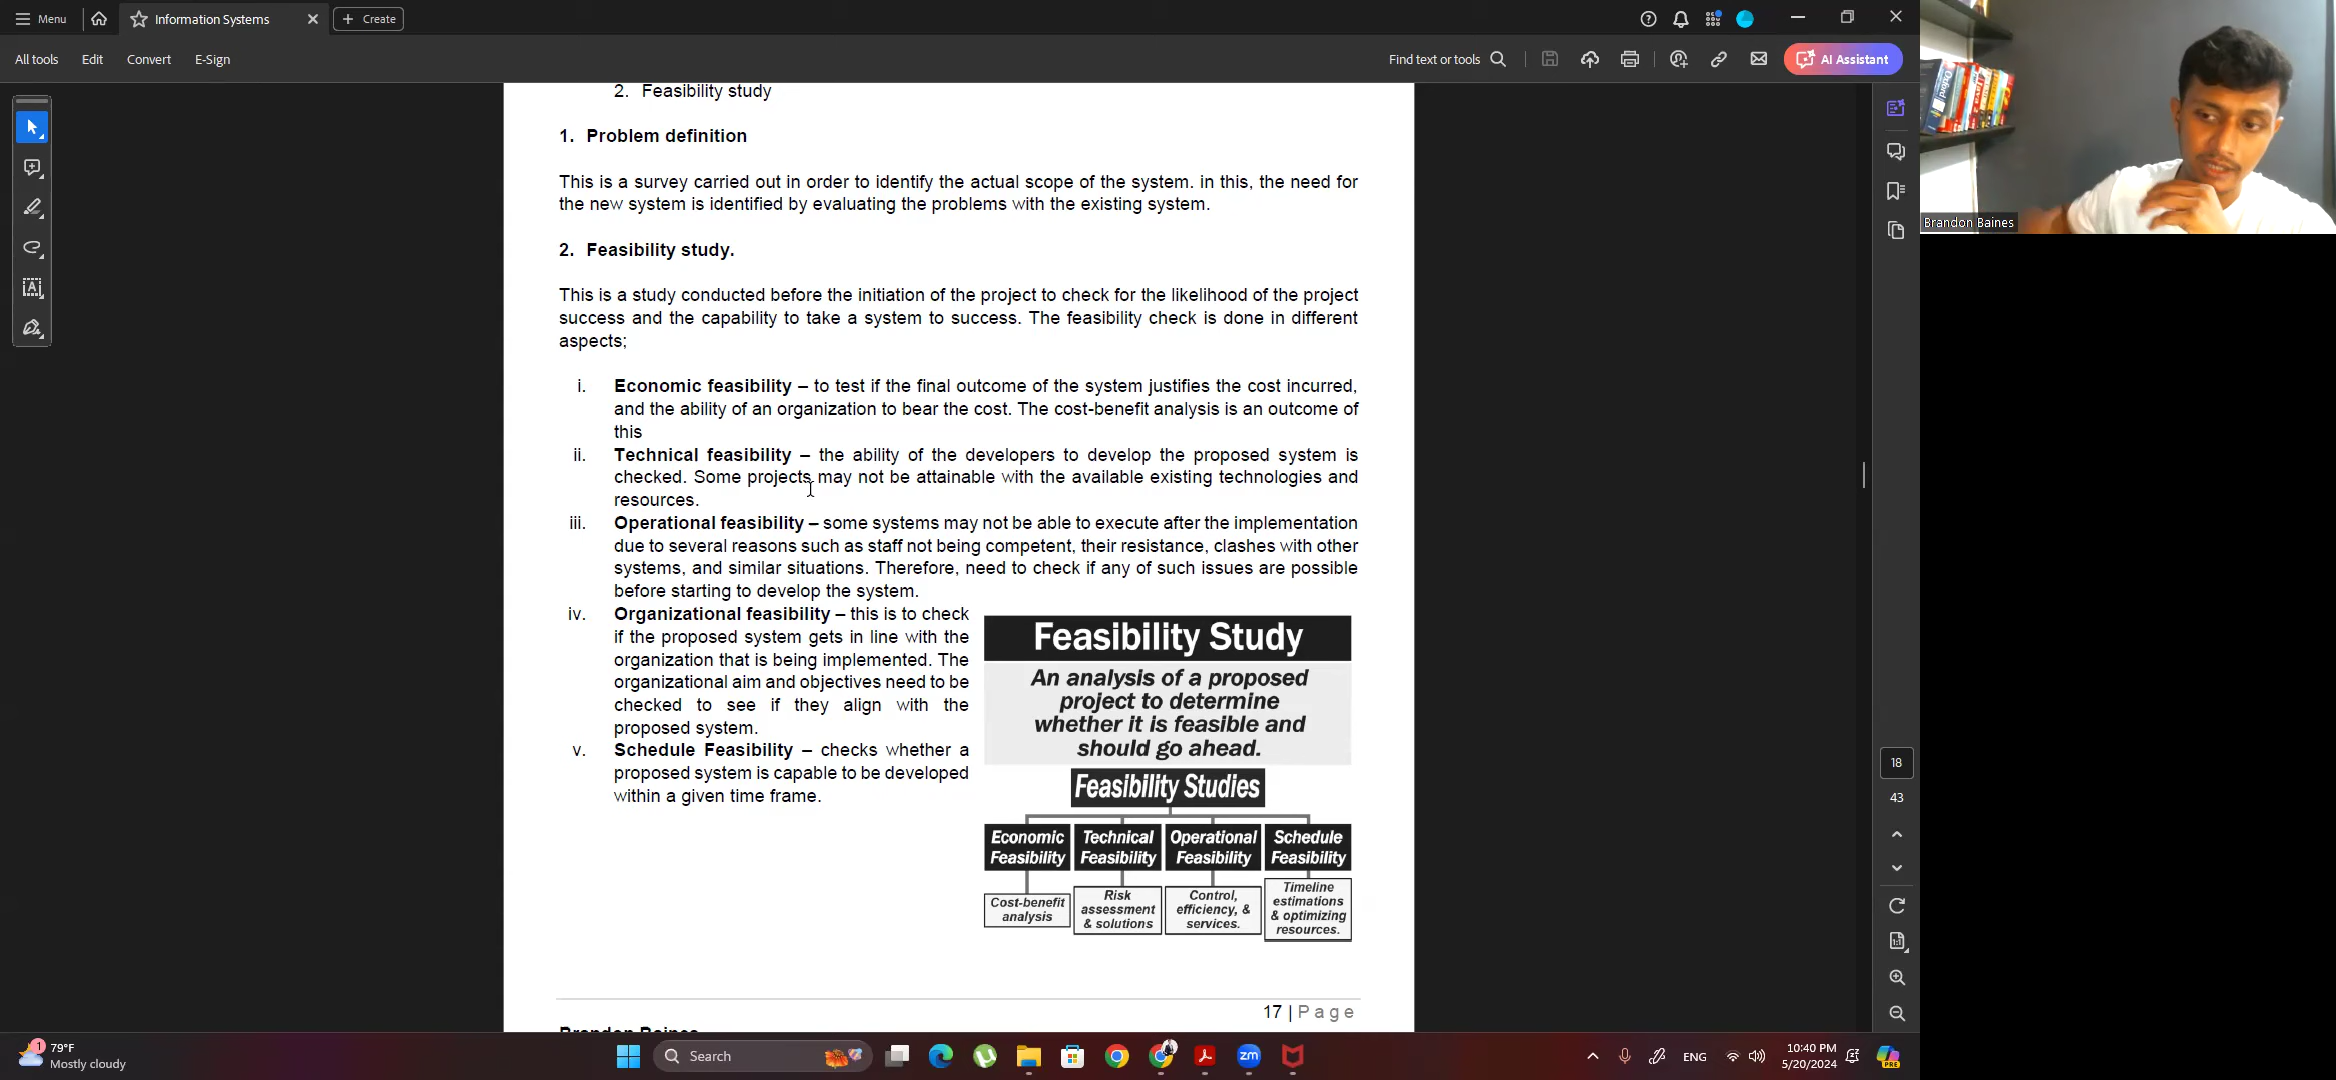 Menu
Information Systems
Create
All tools
Edit
Convert
E-Sign
Find text or tools
AI Assistant
2. Feasibility study
1. Problem definition
This is a survey carried out in order to identify the actual scope of the system. in this, the need for
the new system is identified by evaluating the problems with the existing system.
2. Feasibility study.
This is a study conducted before the initiation of the project to check for the likelihood of the project
success and the capability to take a system to success. The feasibility check is done in different
aspects;
i. Economic feasibility – to test if the final outcome of the system justifies the cost incurred,
and the ability of an organization to bear the cost. The cost-benefit analysis is an outcome of
this
ii. Technical feasibility – the ability of the developers to develop the proposed system is
checked. Some projects may not be attainable with the available existing technologies and
resources.
iii. Operational feasibility – some systems may not be able to execute after the implementation
due to several reasons such as staff not being competent, their resistance, clashes with other
systems, and similar situations. Therefore, need to check if any of such issues are possible
before starting to develop the system.
iv. Organizational feasibility – this is to check
if the proposed system gets in line with the
organization that is being implemented. The
organizational aim and objectives need to be
checked to see if they align with the
proposed system.
v. Schedule Feasibility – checks whether a
proposed system is capable to be developed
within a given time frame.
Feasibility Study
An analysis of a proposed
project to determine
whether it is feasible and
should go ahead.
Feasibility Studies
Economic Feasibility
Technical Feasibility
Operational Feasibility
Schedule Feasibility
Cost-benefit
analysis
Risk
assessment
& solutions
Control,
efficiency, &
services.
Timeline
estimations
& optimizing
resources.
17 | Page
Brandon Baines
Brandon Baines
18
43
1
79°F
Mostly cloudy
Search
zm
ENG
10:40 PM
5/20/2024
PRE